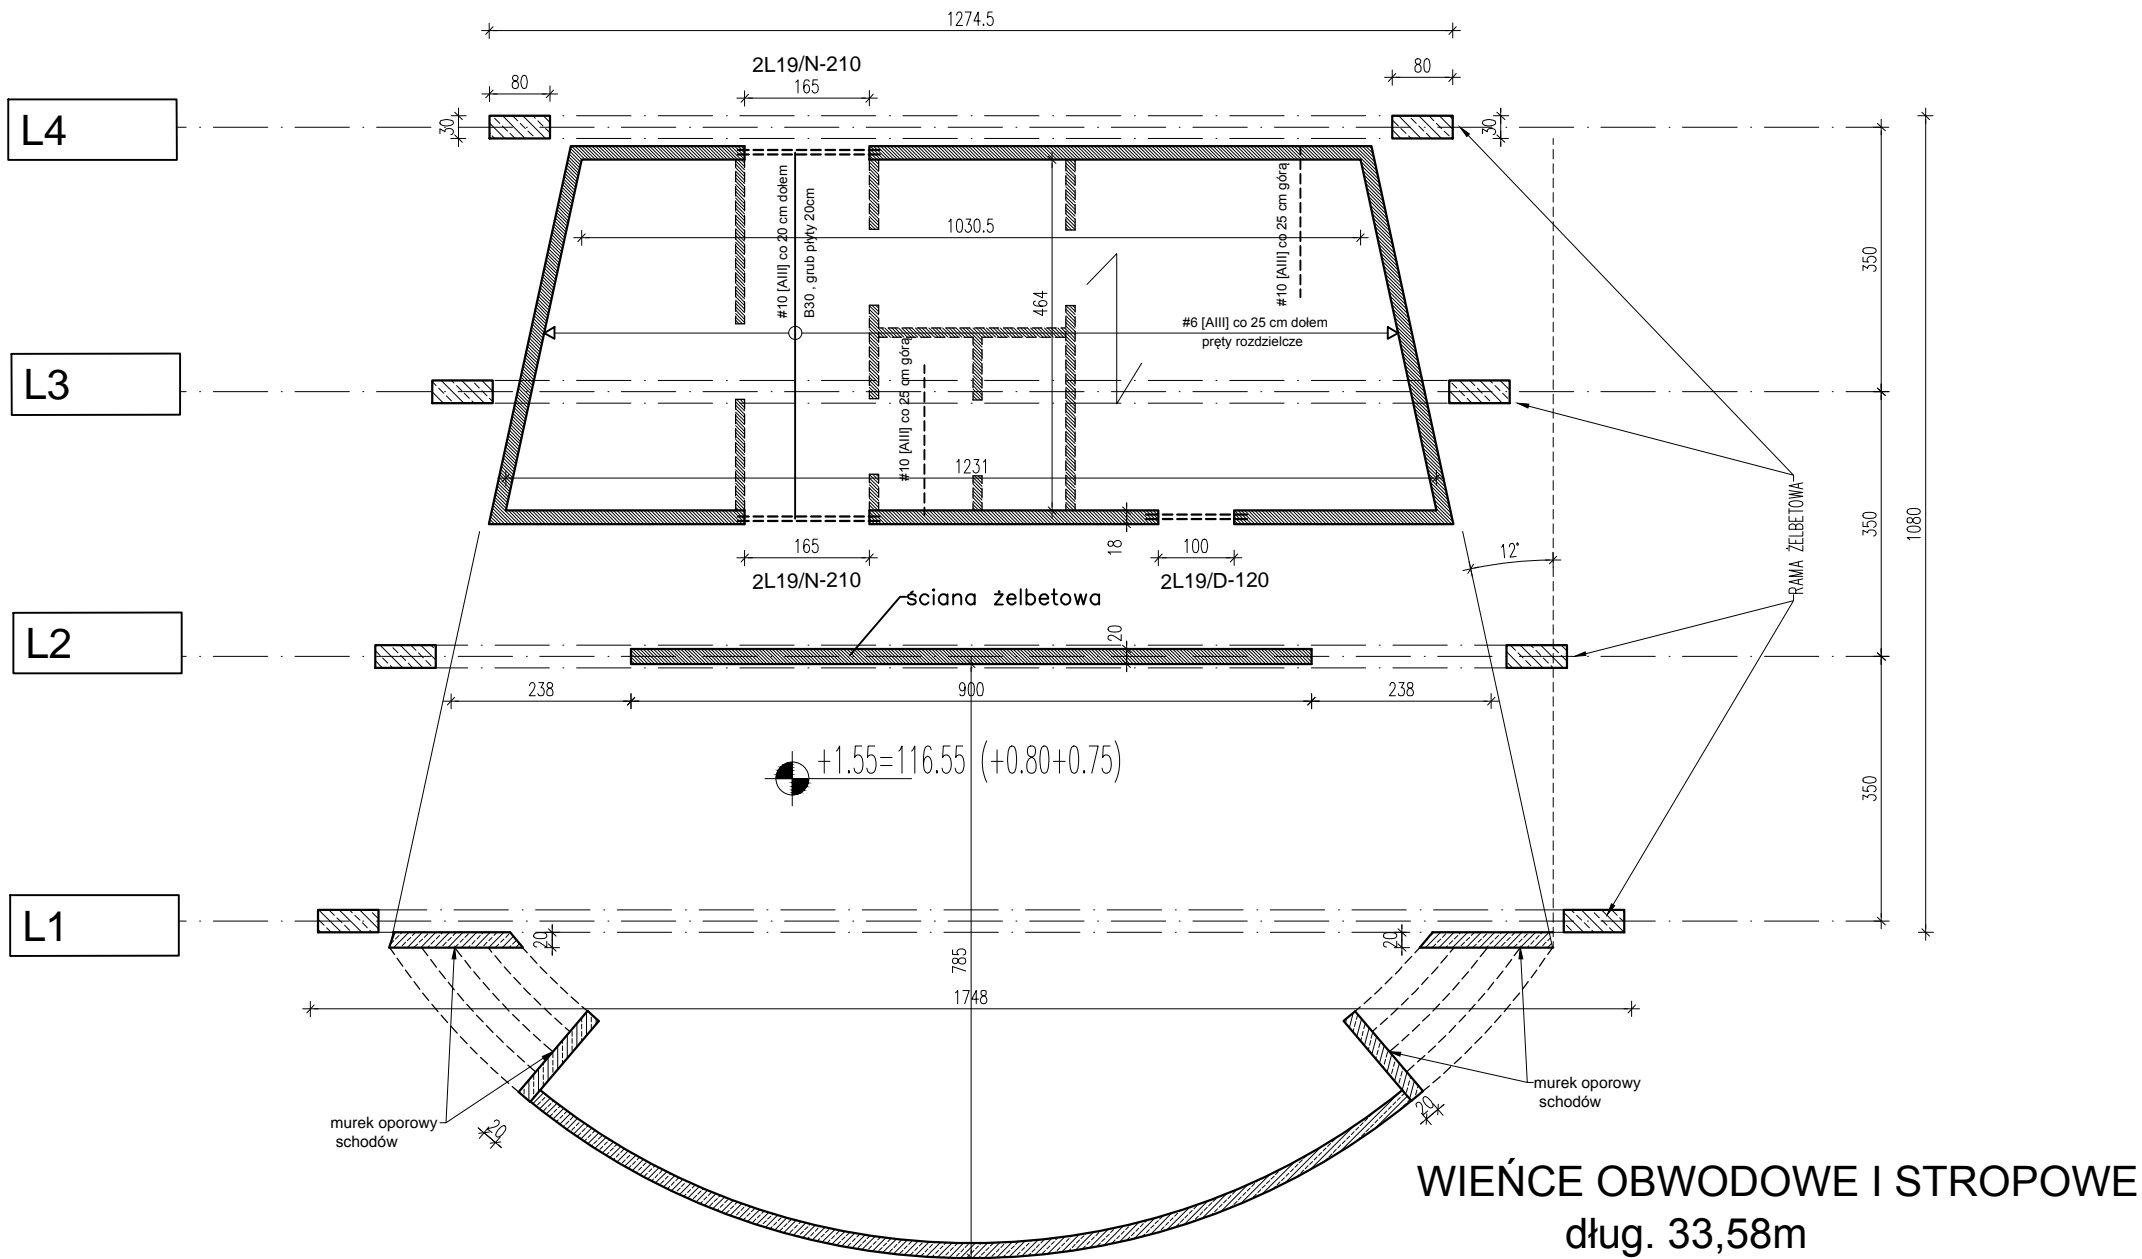 1274.5
2L19/N-210
80
165
80
L4
30
30
#10 [AIII] co 20 cm dołem
B30 , grub płyty 20cm
#10 [AIII] co 25 cm górą
1030.5
350
464
#6 [AIII] co 25 cm dołem
pręty rozdzielcze
L3
#10 [AIII] co 25 cm górą
1231
RAMA ŻELBETOWA
1080
350
165
18
100
12°
2L19/N-210
2L19/D-120
ściana żelbetowa
L2
20
238
900
238
+1.55=116.55 (+0.80+0.75)
350
L1
20
20
785
1748
murek oporowy
schodów
20
murek oporowy
schodów
20
WIEŃCE OBWODOWE I STROPOWE
dług. 33,58m